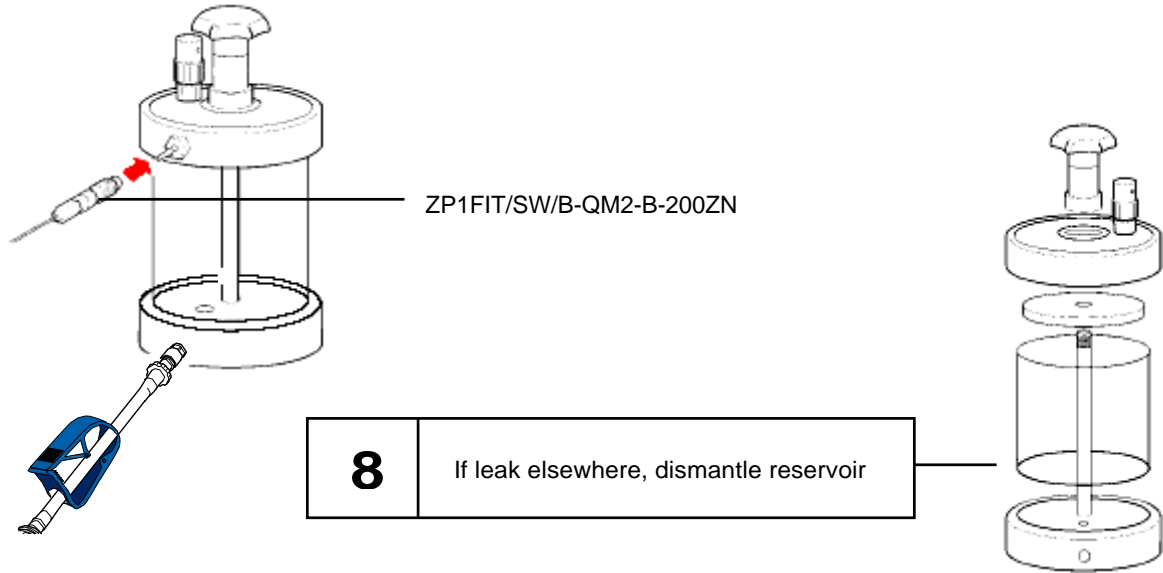 ZP1FIT/SW/B-QM2-B-200ZN
8
If leak elsewhere, dismantle reservoir